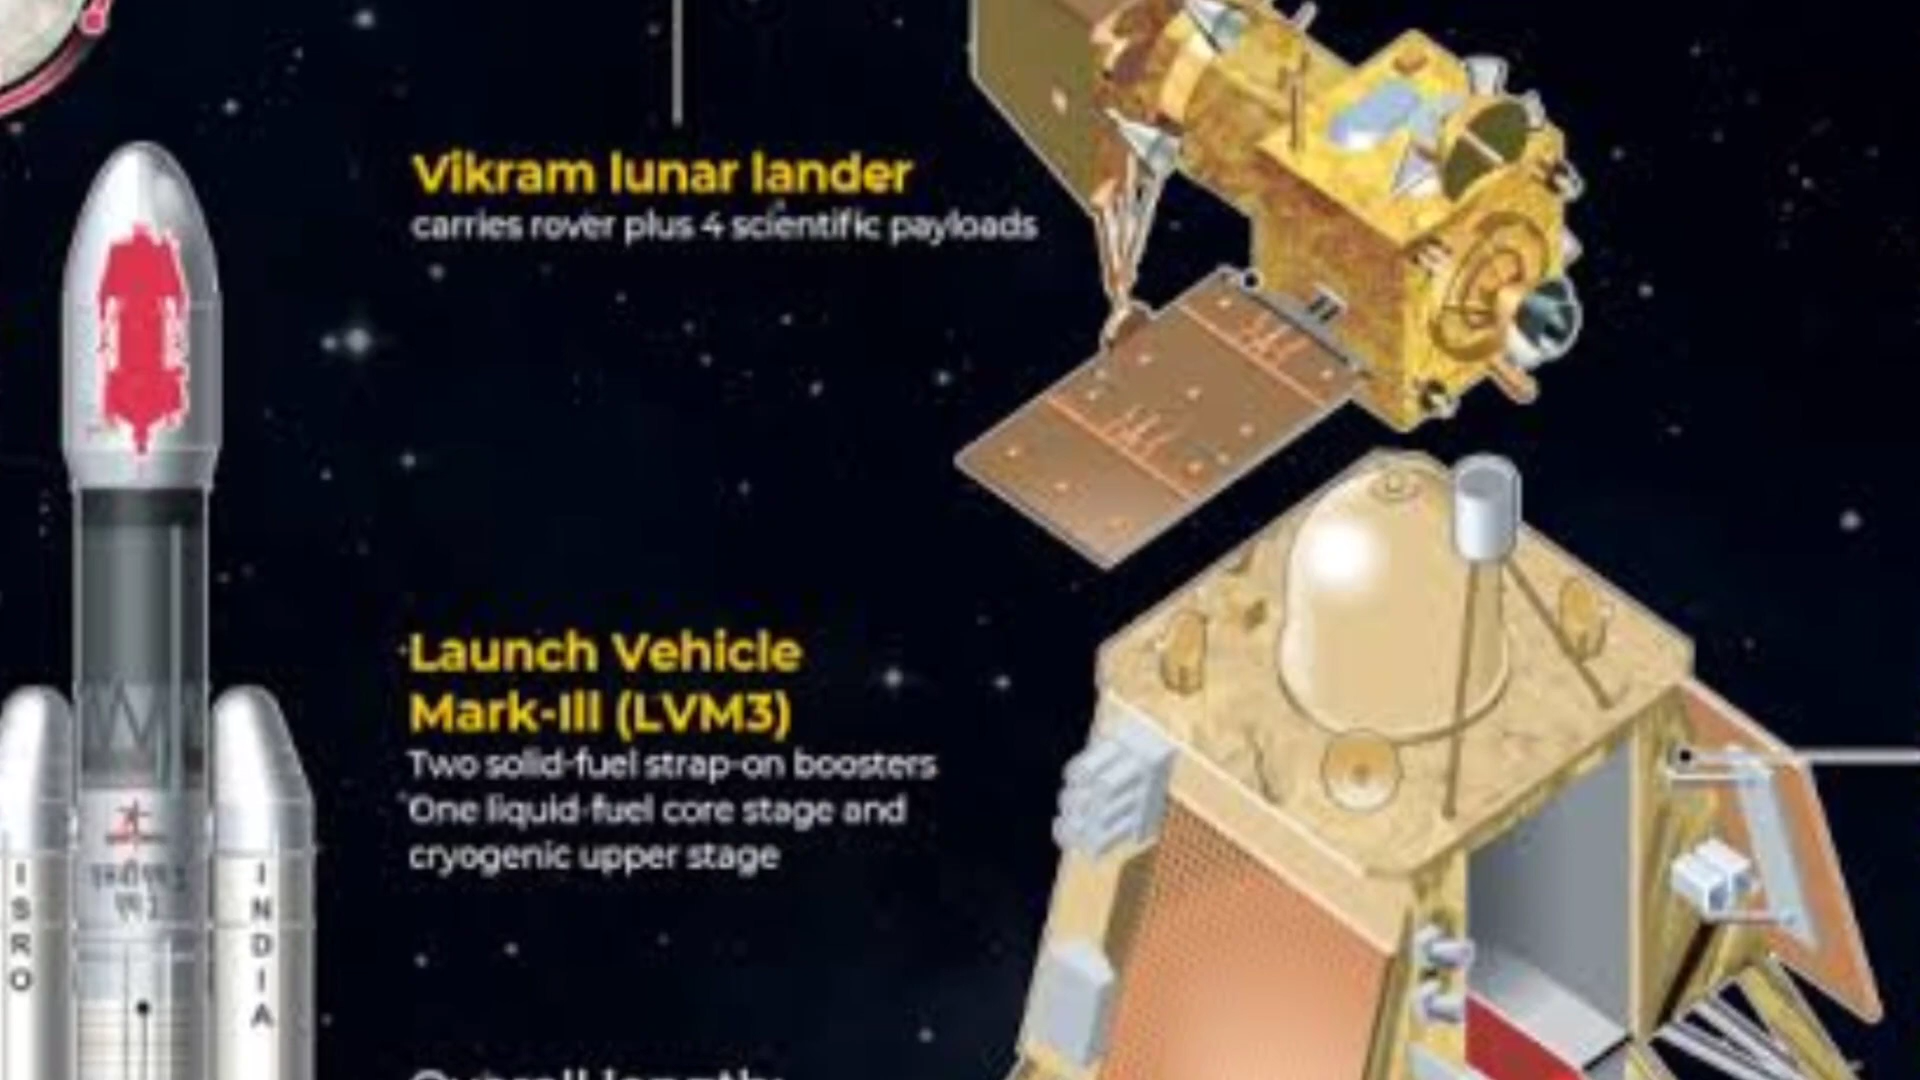 Vikram lunar lander
carries rover plus 4 scientific payloads
Launch Vehicle
Mark-III (LVM3)
Two solid-fuel strap-on boosters
One liquid-fuel core stage and
cryogenic upper stage
ISRO
INDIA